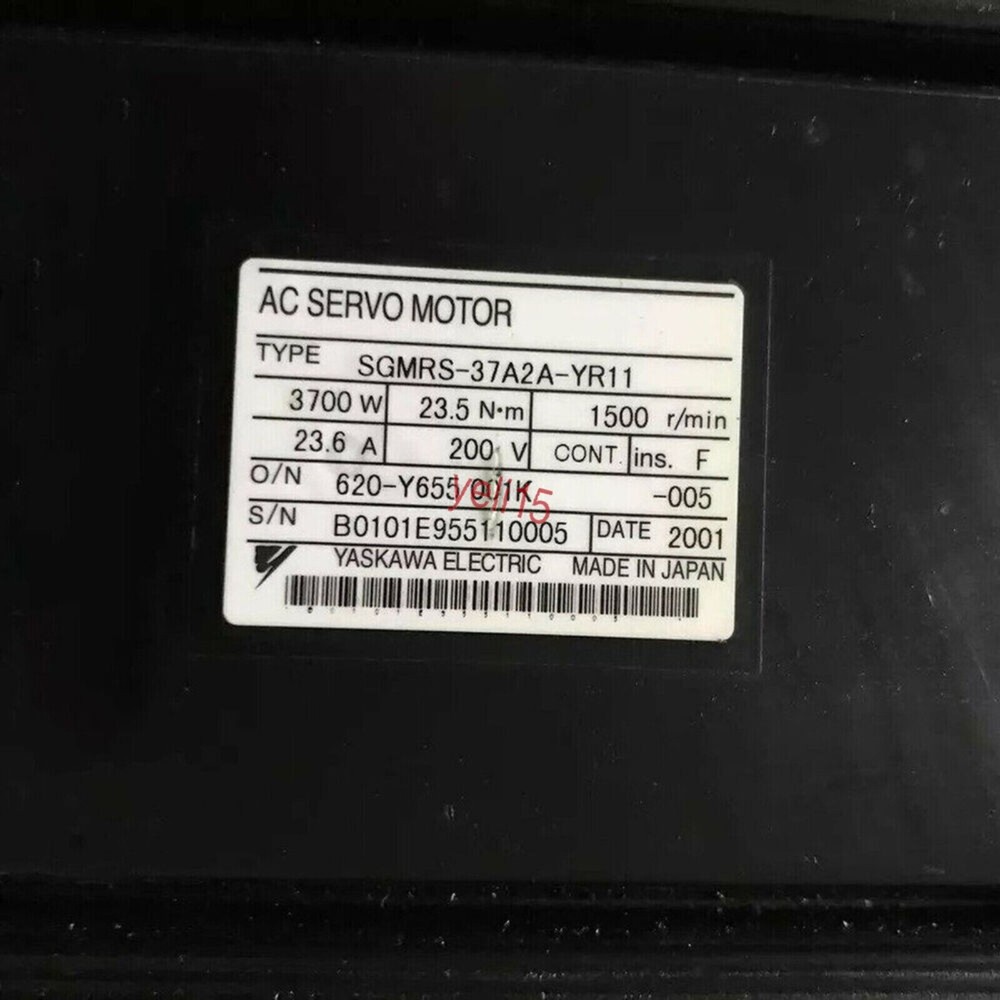 AC SERVO MOTOR
TYPE SGMRS-37A2A-YR11
3700 W 23.5 N·m 1500 r/min
23.6 A 200 V CONT. ins. F
O/N 620-Y655 -005
yeli15
S/N B0101E955110005 DATE 2001
YASKAWA ELECTRIC MADE IN JAPAN